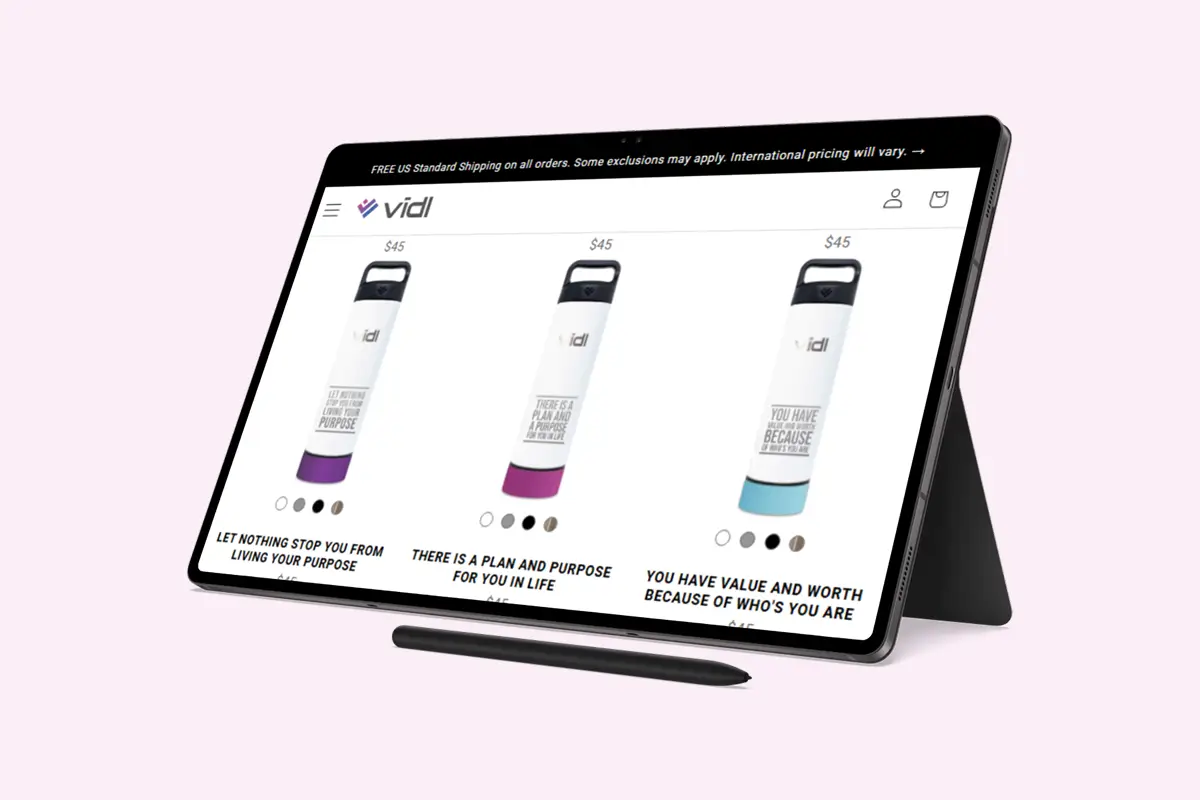 FREE US Standard Shipping on all orders. Some exclusions may apply. International pricing will vary. →
vidl
$45
$45
$45
vidl
LET NOTHING
STOP YOU FROM
LIVING YOUR
PURPOSE
vidl
THERE IS A
PLAN AND
A PURPOSE
FOR YOU IN LIFE
vidl
YOU HAVE
VALUE AND WORTH
BECAUSE
OF WHO'S YOU ARE
LET NOTHING STOP YOU FROM
LIVING YOUR PURPOSE
$45
THERE IS A PLAN AND PURPOSE
FOR YOU IN LIFE
$45
YOU HAVE VALUE AND WORTH
BECAUSE OF WHO'S YOU ARE
$45